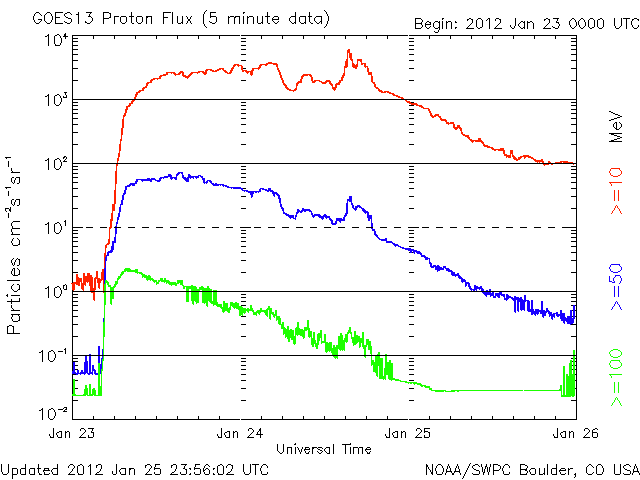 GOES13 Proton Flux (5 minute data)
Begin: 2012 Jan 23 0000 UTC
10⁴
10³
10²
10¹
10⁰
10⁻¹
10⁻²
Particles cm⁻²s⁻¹sr⁻¹
MeV
>=10
>=50
>=100
Jan 23
Jan 24
Jan 25
Jan 26
Universal Time
Updated 2012 Jan 25 23:56:02 UTC
NOAA/SWPC Boulder, CO USA